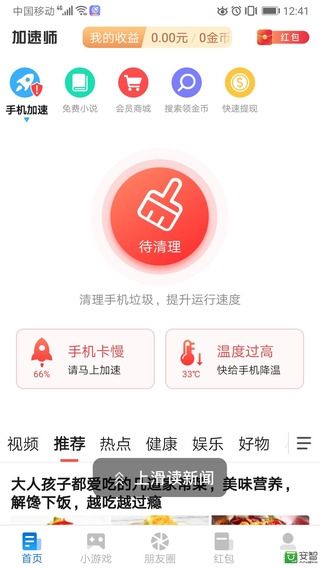 中国移动 4G 12:41
加速师 我的收益 0.00元 / 0金币 红包
手机加速 免费小说 会员商城 搜索领金币 快速提现
待清理
清理手机垃圾，提升运行速度
手机卡慢
66% 请马上加速
温度过高
33℃ 快给手机降温
视频 推荐 热点 健康 娱乐 好物
大人孩子都爱吃的几道家常菜，美味营养，
解馋下饭，越吃越过瘾
上滑读新闻
首页 小游戏 朋友圈 红包
安智